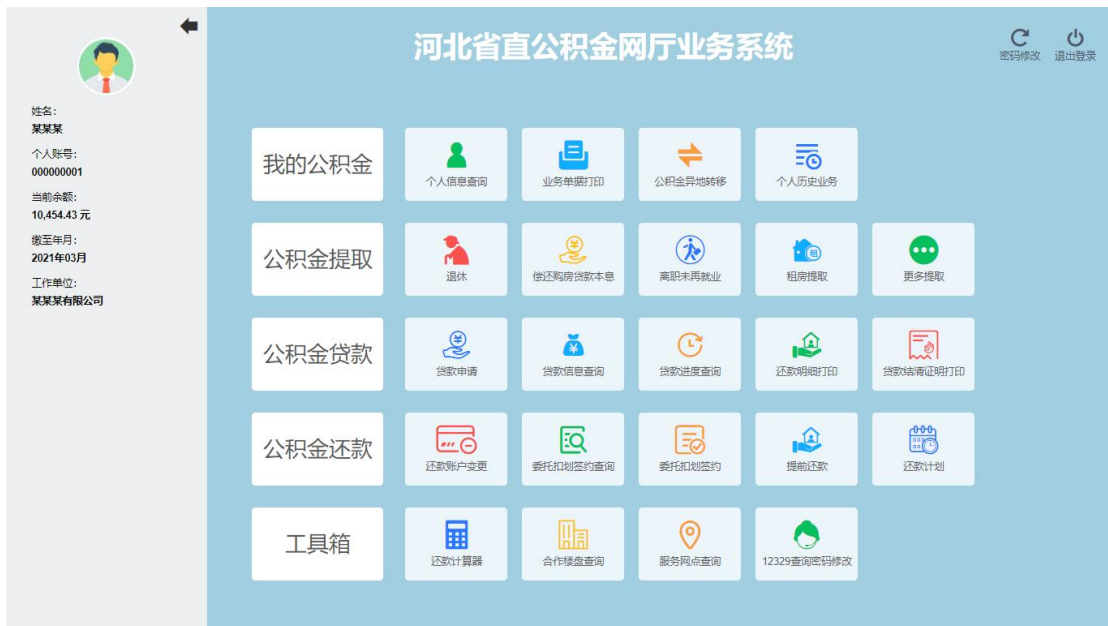 河北省直公积金网厅业务系统
密码修改 退出登录
姓名：
某某某
个人账号：
000000001
当前余额：
10,454.43 元
缴至年月：
2021年03月
工作单位：
某某某有限公司
我的公积金
个人信息查询 业务单据打印 公积金异地转移 个人历史业务
公积金提取
退休 偿还购房贷款本息 离职未再就业 租房提取 更多提取
租
公积金贷款
贷款申请 贷款信息查询 贷款进度查询 还款明细打印 贷款结清证明打印
公积金还款
还款账户变更 委托扣划签约查询 委托扣划签约 提前还款 还款计划
工具箱
还款计算器 合作楼盘查询 服务网点查询 12329查询密码修改